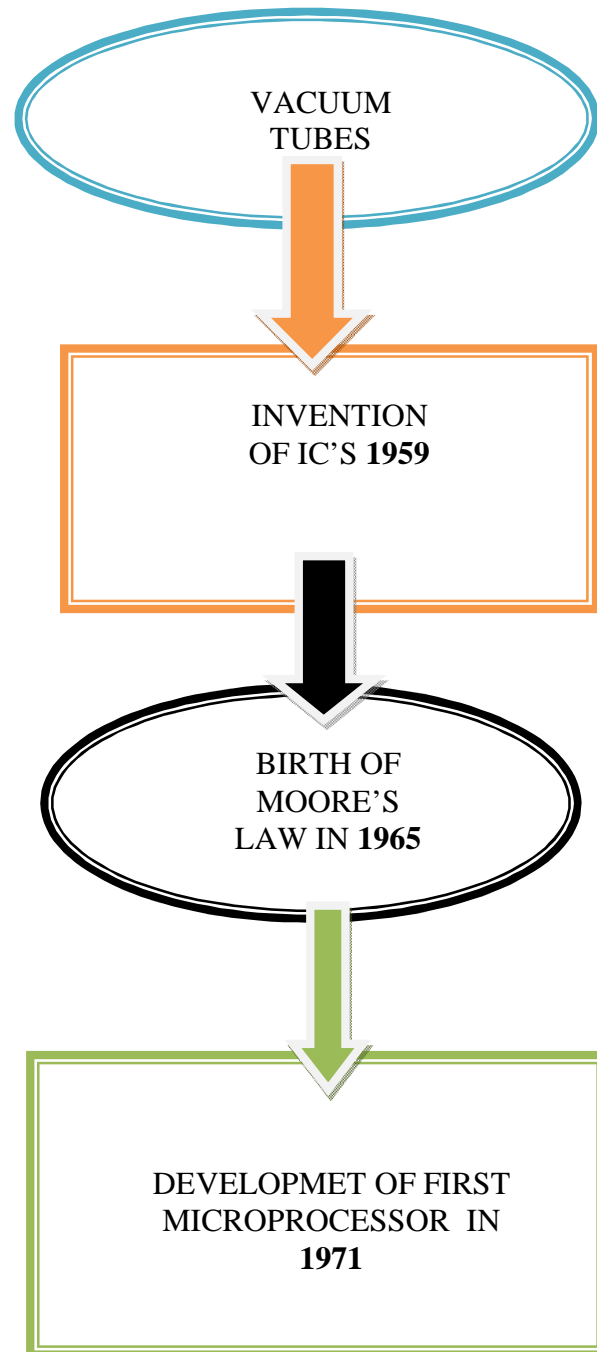 VACUUM
TUBES
INVENTION
OF IC’S 1959
BIRTH OF
MOORE’S
LAW IN 1965
DEVELOPMET OF FIRST
MICROPROCESSOR IN
1971